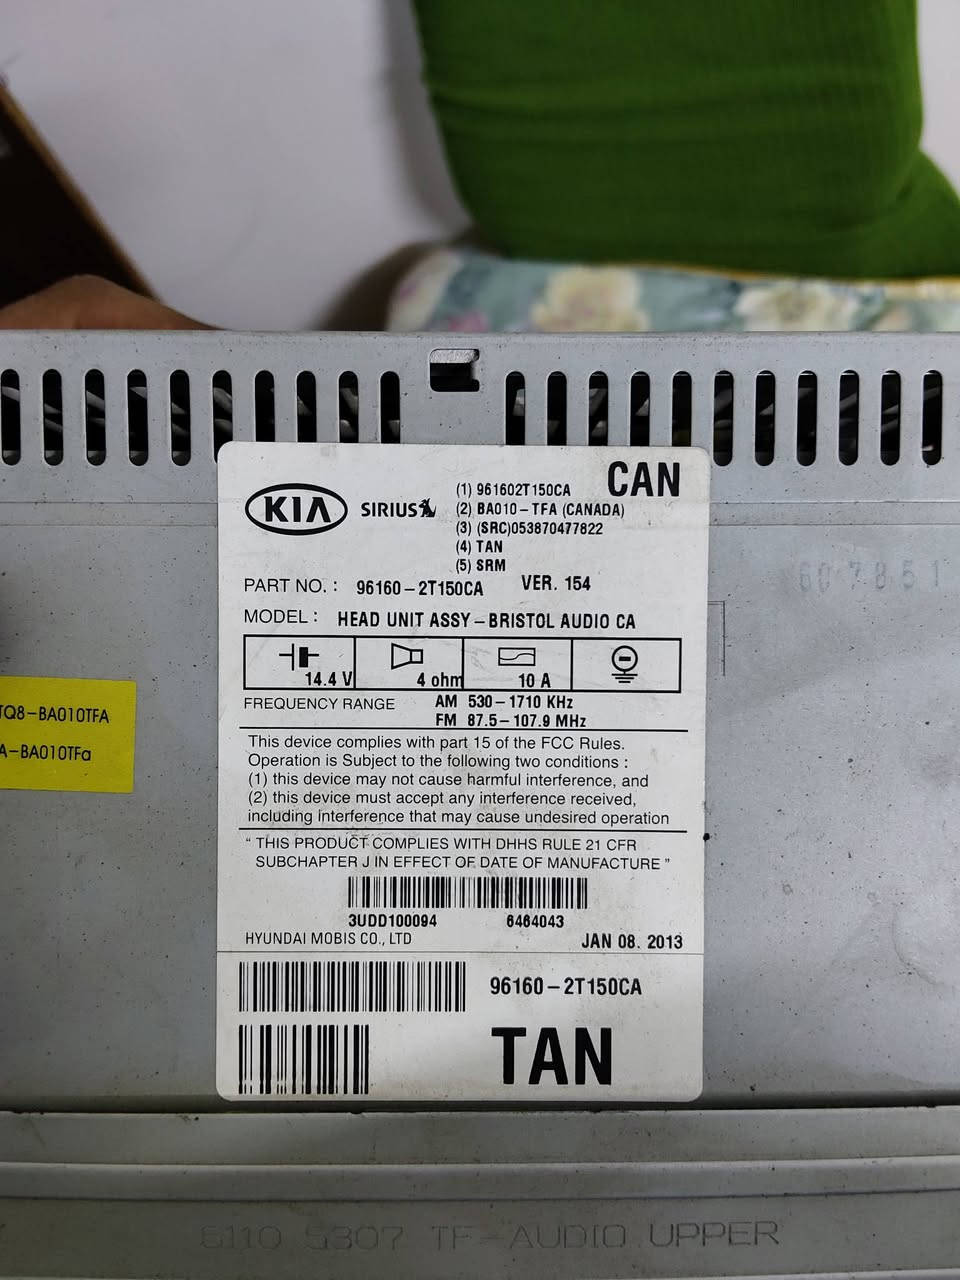 CAN
KIA SIRIUS
(1) 961602T150CA
(2) BA010-TFA (CANADA)
(3) (SRC)053870477822
(4) TAN
(5) SRM
PART NO. : 96160-2T150CA VER. 154
MODEL : HEAD UNIT ASSY-BRISTOL AUDIO CA
14.4 V 4 ohm 10 A
FREQUENCY RANGE AM 530-1710 KHz
FM 87.5-107.9 MHz
This device complies with part 15 of the FCC Rules.
Operation is Subject to the following two conditions :
(1) this device may not cause harmful interference, and
(2) this device must accept any interference received,
including interference that may cause undesired operation
" THIS PRODUCT COMPLIES WITH DHHS RULE 21 CFR
SUBCHAPTER J IN EFFECT OF DATE OF MANUFACTURE "
3UDD100094 6464043
HYUNDAI MOBIS CO., LTD JAN 08. 2013
96160-2T150CA
TAN
TQ8-BA010TFA
A-BA010TFa
607851
6110 5307 TF-AUDIO UPPER